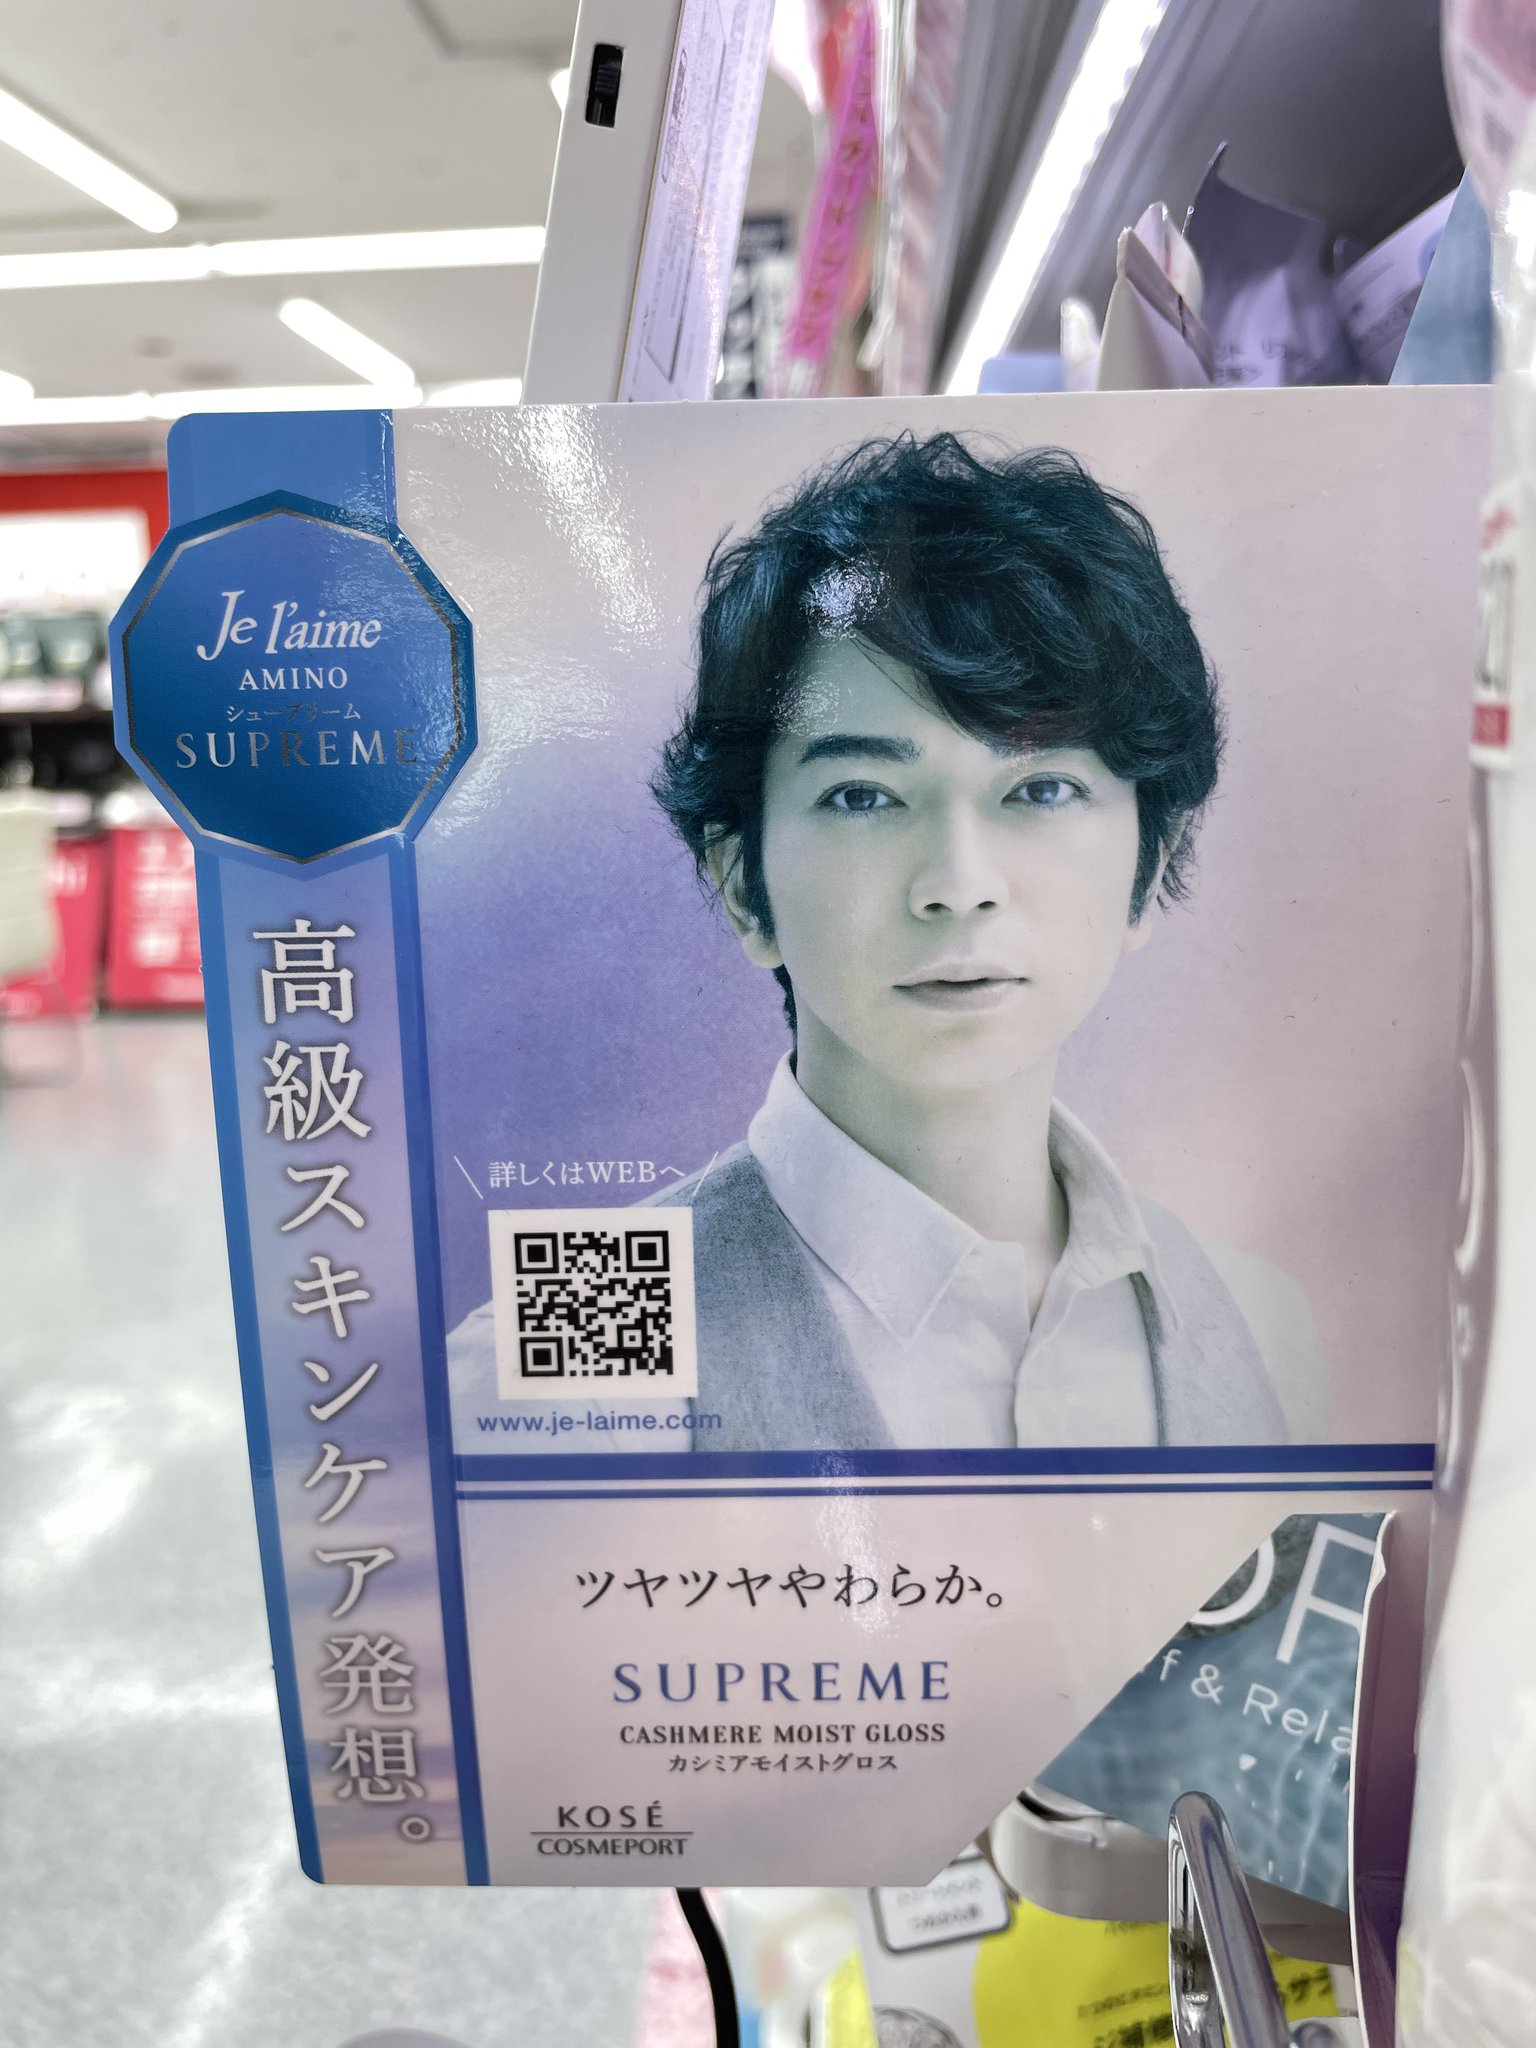 Je l'aime
AMINO
シュープリーム
SUPREME
高級スキンケア発想。
詳しくはWEBへ
www.je-laime.com
ツヤツヤやわらか。
SUPREME
CASHMERE MOIST GLOSS
カシミアモイストグロス
KOSÉ
COSMEPORT
f & Rela